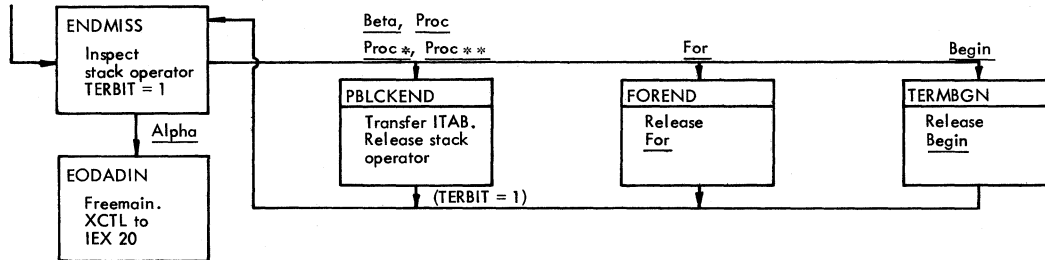 ENDMISS
Inspect
stack operator
TERBIT = 1
Alpha
EODADIN
Freemain.
XCTL to
IEX 20
Beta, Proc
Proc *, Proc * *
PBLCKEND
Transfer ITAB.
Release stack
operator
(TERBIT = 1)
For
FOREND
Release
For
Begin
TERMBGN
Release
Begin